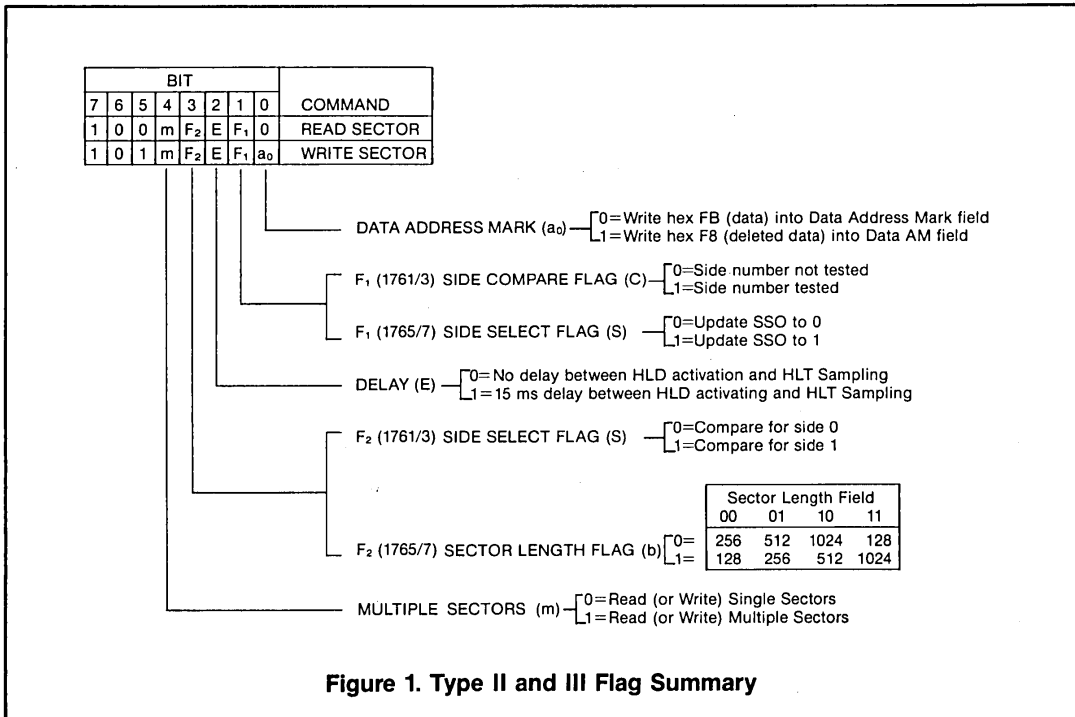 BIT
7 6 5 4 3 2 1 0 COMMAND
1 0 0 m F₂ E F₁ 0 READ SECTOR
1 0 1 m F₂ E F₁ a₀ WRITE SECTOR
DATA ADDRESS MARK (a₀) 0=Write hex FB (data) into Data Address Mark field
1=Write hex F8 (deleted data) into Data AM field
F₁ (1761/3) SIDE COMPARE FLAG (C) 0=Side number not tested
1=Side number tested
F₁ (1765/7) SIDE SELECT FLAG (S) 0=Update SSO to 0
1=Update SSO to 1
DELAY (E) 0=No delay between HLD activation and HLT Sampling
1=15 ms delay between HLD activating and HLT Sampling
F₂ (1761/3) SIDE SELECT FLAG (S) 0=Compare for side 0
1=Compare for side 1
Sector Length Field
00 01 10 11
F₂ (1765/7) SECTOR LENGTH FLAG (b) 0= 256 512 1024 128
1= 128 256 512 1024
MULTIPLE SECTORS (m) 0=Read (or Write) Single Sectors
1=Read (or Write) Multiple Sectors
Figure 1. Type II and III Flag Summary